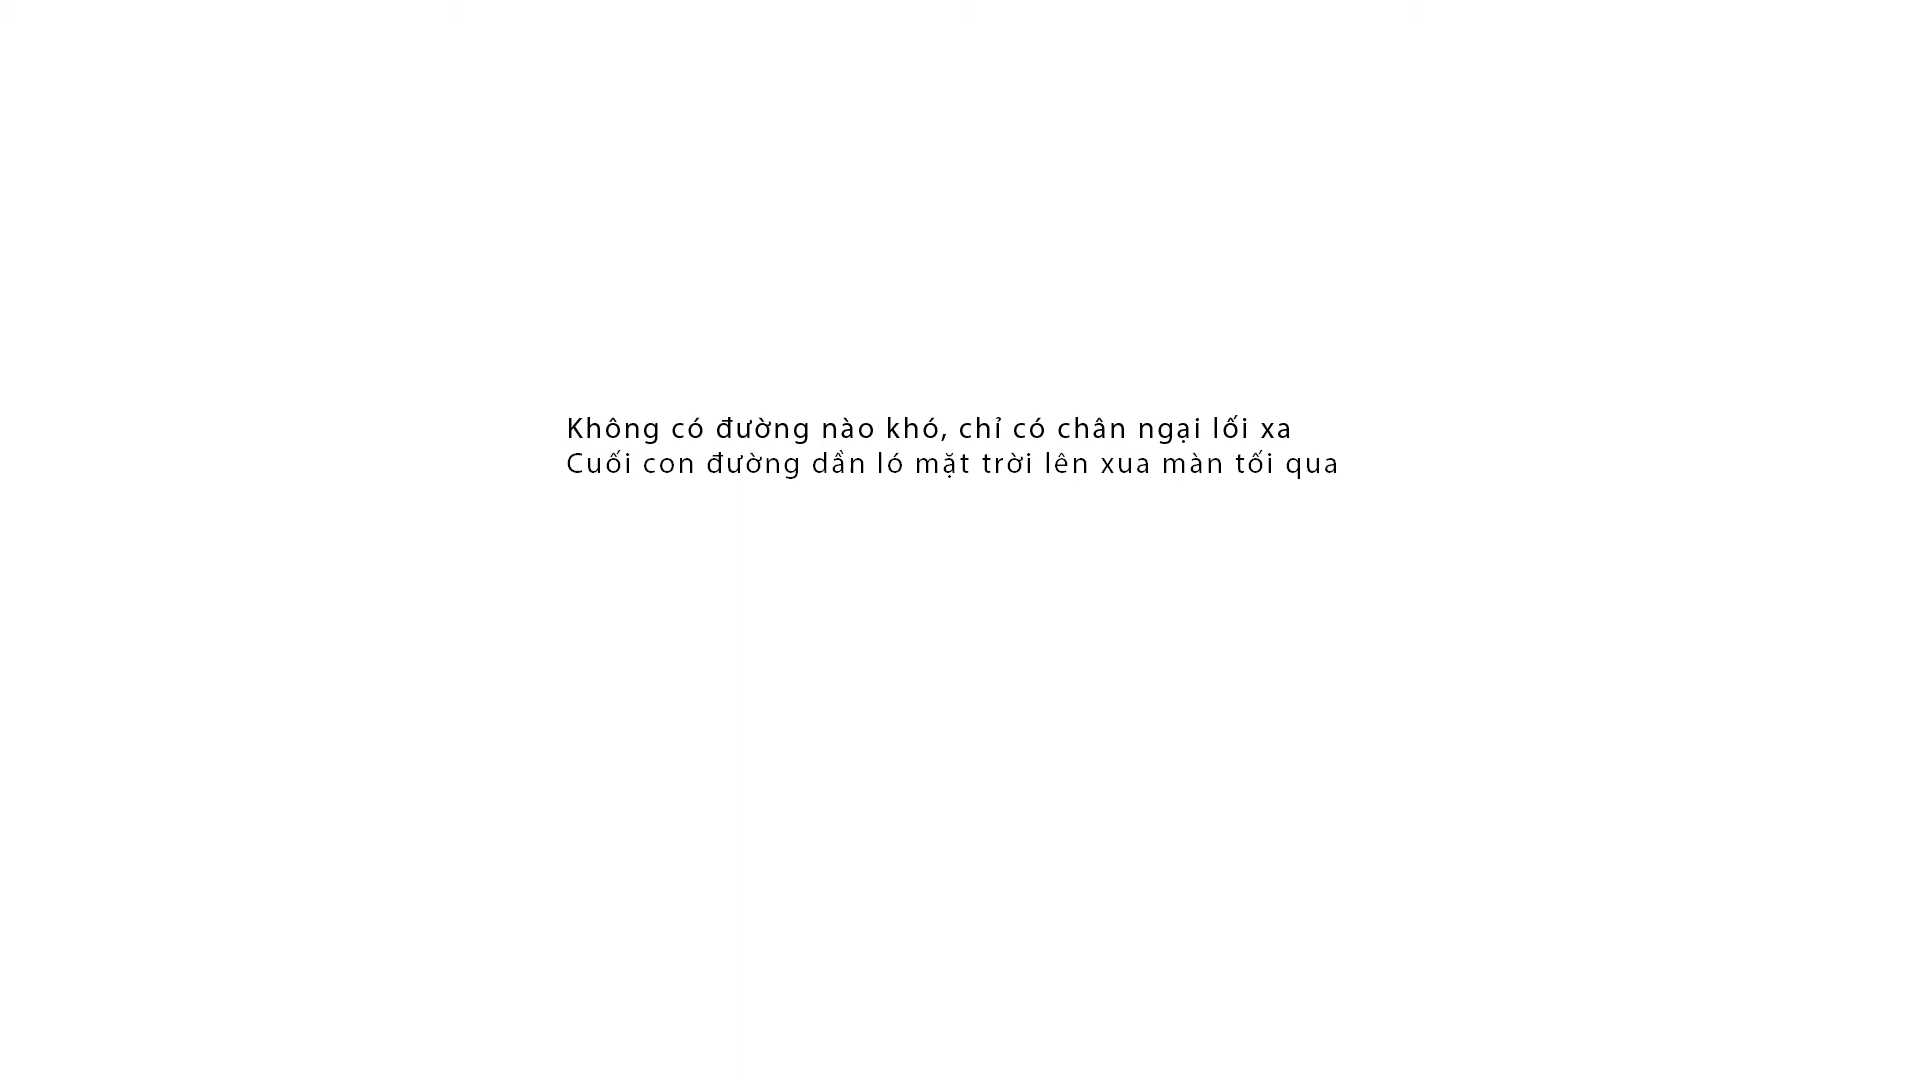 Không có đường nào khó, chỉ có chân ngại lối xa
Cuối con đường dần ló mặt trời lên xua màn tối qua